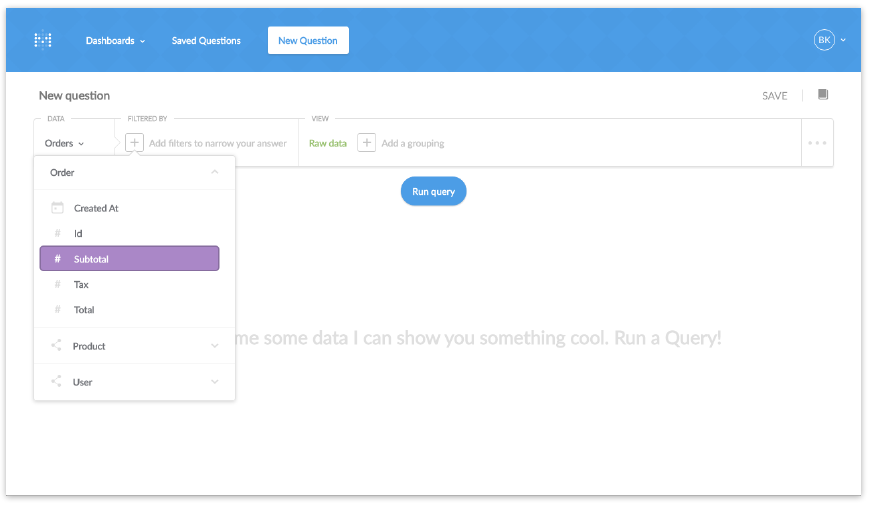 Dashboards Saved Questions New Question BK
New question SAVE
DATA FILTERED BY VIEW
Orders + Add filters to narrow your answer Raw data + Add a grouping
Order
Run query
Created At
# Id
# Subtotal
# Tax
# Total
me some data I can show you something cool. Run a Query!
Product
User